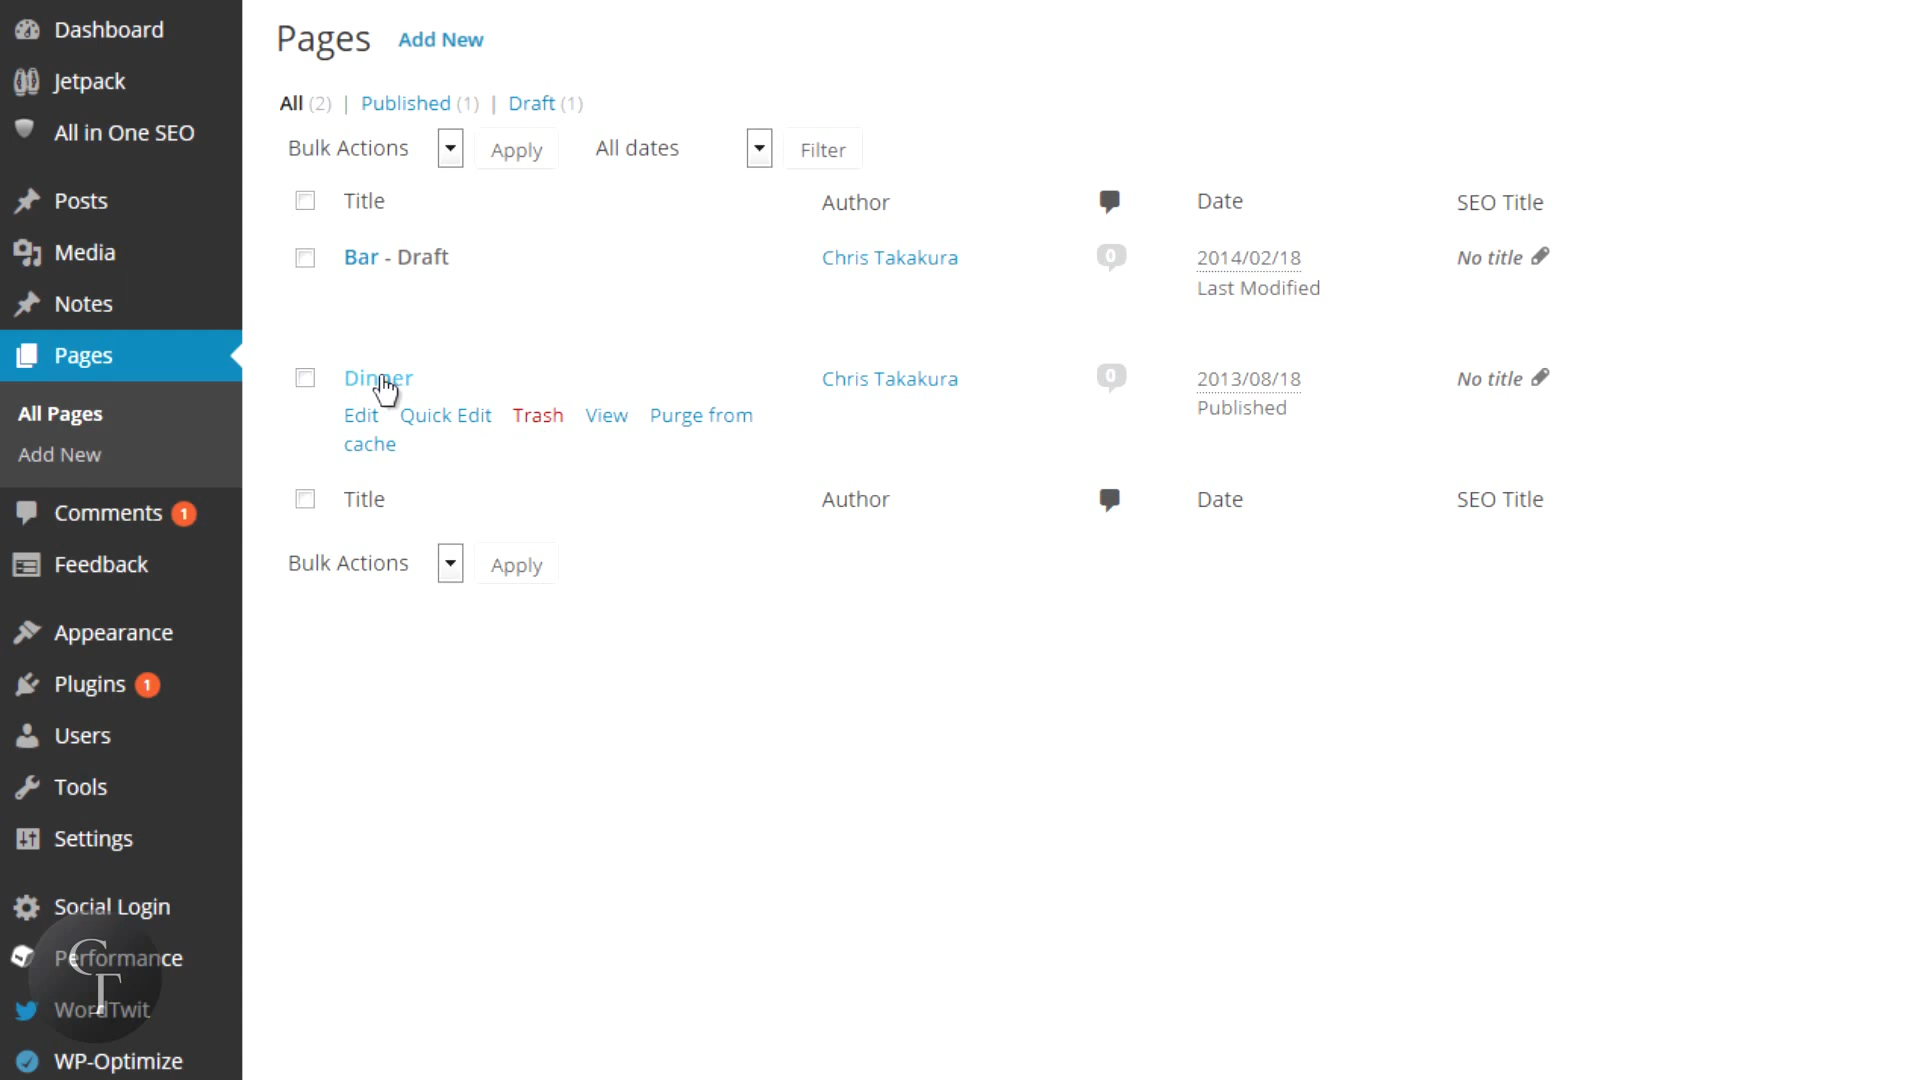 Dashboard
Jetpack
All in One SEO
Posts
Media
Notes
Pages
All Pages
Add New
Comments 1
Feedback
Appearance
Plugins 1
Users
Tools
Settings
Social Login
Performance
WordTwit
WP-Optimize
CT
Pages Add New
All (2) | Published (1) | Draft (1)
Bulk Actions Apply All dates Filter
Title Author Date SEO Title
Bar - Draft Chris Takakura 0 2014/02/18 No title
Last Modified
Dinner Chris Takakura 0 2013/08/18 No title
Published
Edit Quick Edit Trash View Purge from
cache
Title Author Date SEO Title
Bulk Actions Apply